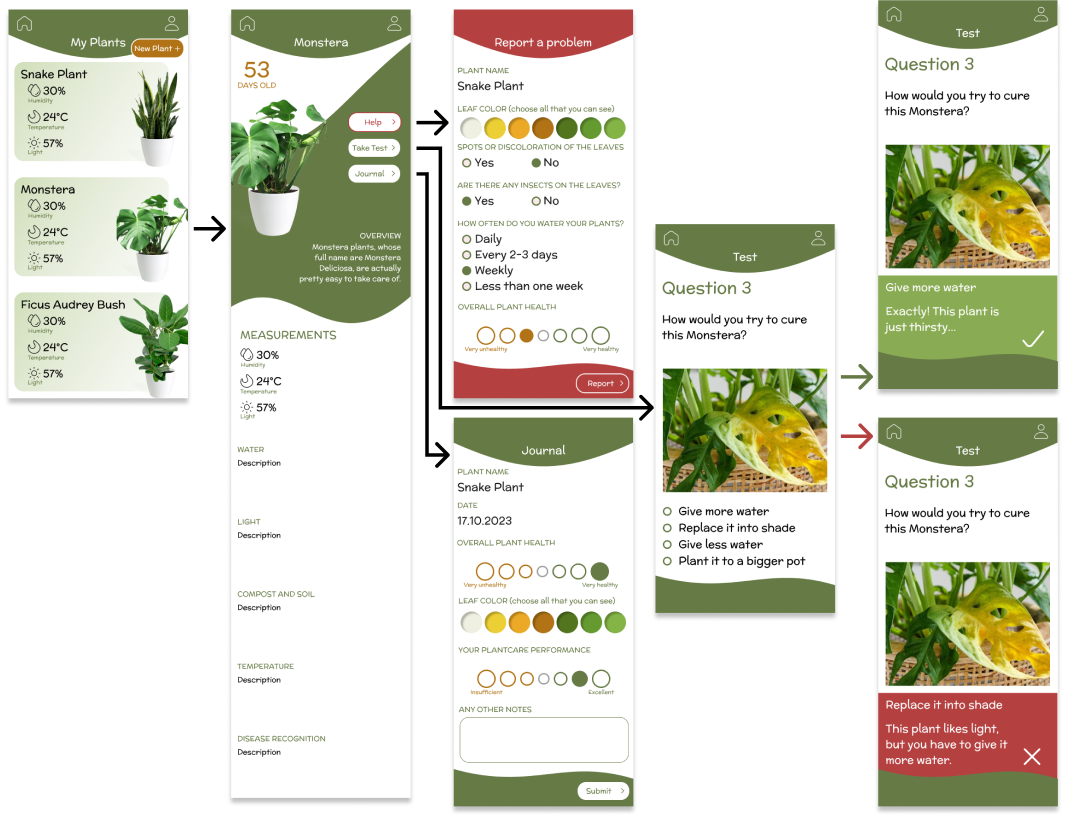 My Plants
New Plant +
Snake Plant
30%
Humidity
24°C
Temperature
57%
Light
Monstera
30%
Humidity
24°C
Temperature
57%
Light
Ficus Audrey Bush
30%
Humidity
24°C
Temperature
57%
Light
Monstera
53
DAYS OLD
Help >
Take Test >
Journal >
OVERVIEW
Monstera plants, whose
full name are Monstera
Deliciosa, are actually
pretty easy to take care of.
MEASUREMENTS
30%
Humidity
24°C
Temperature
57%
Light
WATER
Description
LIGHT
Description
COMPOST AND SOIL
Description
TEMPERATURE
Description
DISEASE RECOGNITION
Description
Report a problem
PLANT NAME
Snake Plant
LEAF COLOR (choose all that you can see)
SPOTS OR DISCOLORATION OF THE LEAVES
Yes No
ARE THERE ANY INSECTS ON THE LEAVES?
Yes No
HOW OFTEN DO YOU WATER YOUR PLANTS?
Daily
Every 2-3 days
Weekly
Less than one week
OVERALL PLANT HEALTH
Very unhealthy Very healthy
Report >
Journal
PLANT NAME
Snake Plant
DATE
17.10.2023
OVERALL PLANT HEALTH
Very unhealthy Very healthy
LEAF COLOR (choose all that you can see)
YOUR PLANTCARE PERFORMANCE
Insufficient Excellent
ANY OTHER NOTES
Submit >
Test
Question 3
How would you try to cure
this Monstera?
Give more water
Replace it into shade
Give less water
Plant it to a bigger pot
Test
Question 3
How would you try to cure
this Monstera?
Give more water
Exactly! This plant is
just thirsty...
Test
Question 3
How would you try to cure
this Monstera?
Replace it into shade
This plant likes light,
but you have to give it
more water.